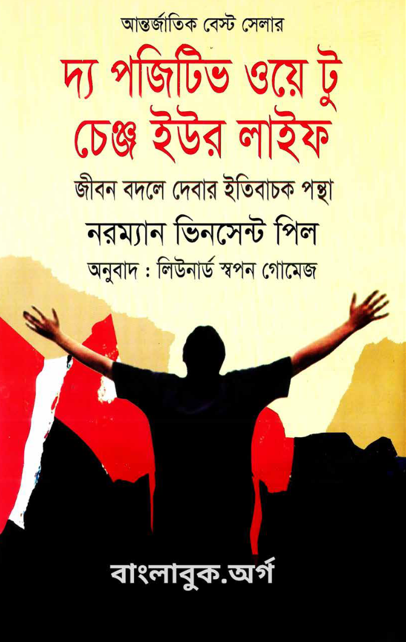 আন্তর্জাতিক বেস্ট সেলার
দ্য পজিটিভ ওয়ে টু
চেঞ্জ ইউর লাইফ
জীবন বদলে দেবার ইতিবাচক পন্থা
নরম্যান ভিনসেন্ট পিল
অনুবাদ : লিউনার্ড স্বপন গোমেজ
বাংলাবুক.অর্গ